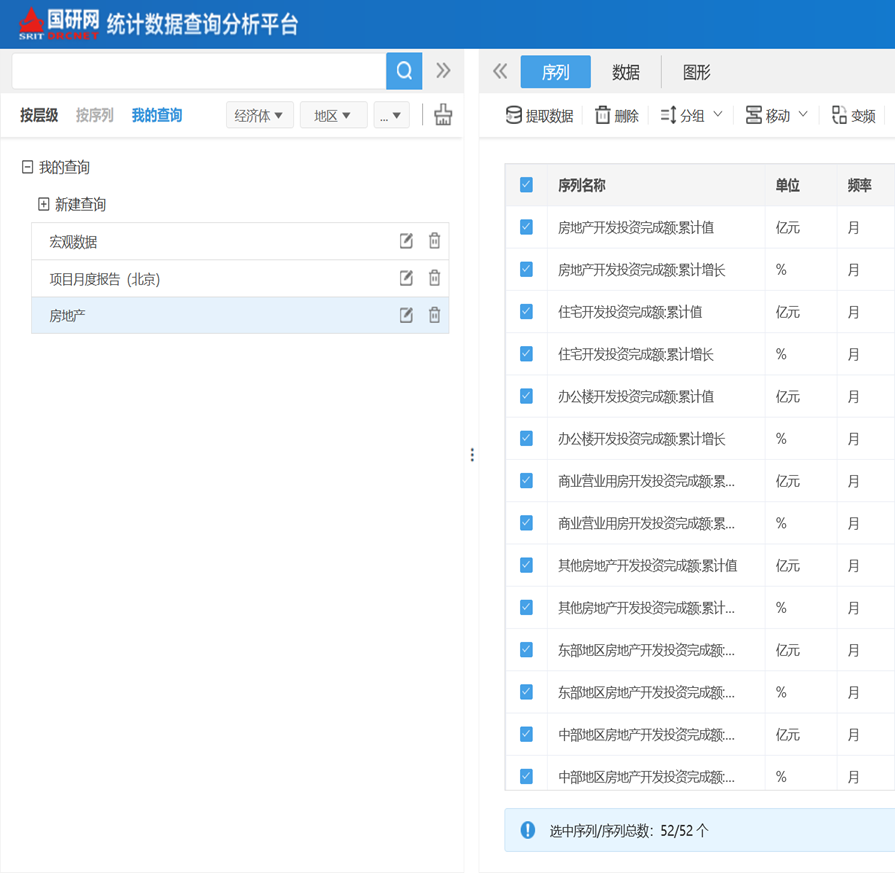 国研网 统计数据查询分析平台
SRIT DRCNET
按层级 按序列 我的查询 经济体 ▼ 地区 ▼ ... ▼
我的查询
新建查询
宏观数据
项目月度报告（北京）
房地产
序列 数据 图形
提取数据 删除 分组 移动 变频
序列名称 单位 频率
房地产开发投资完成额:累计值 亿元 月
房地产开发投资完成额:累计增长 % 月
住宅开发投资完成额:累计值 亿元 月
住宅开发投资完成额:累计增长 % 月
办公楼开发投资完成额:累计值 亿元 月
办公楼开发投资完成额:累计增长 % 月
商业营业用房开发投资完成额:累... 亿元 月
商业营业用房开发投资完成额:累... % 月
其他房地产开发投资完成额:累计值 亿元 月
其他房地产开发投资完成额:累计... % 月
东部地区房地产开发投资完成额:... 亿元 月
东部地区房地产开发投资完成额:... % 月
中部地区房地产开发投资完成额:... 亿元 月
中部地区房地产开发投资完成额:... % 月
选中序列/序列总数：52/52 个